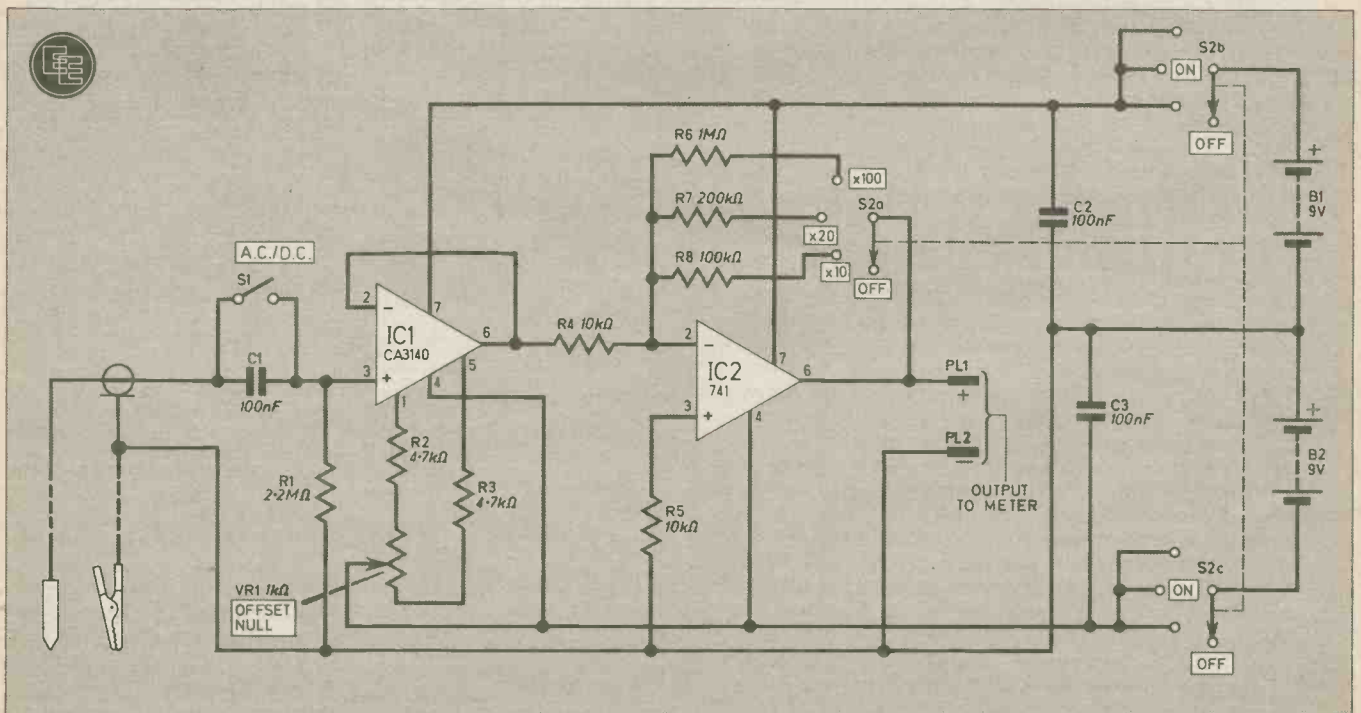 EE
S2b
ON
OFF
R6 1MΩ
x100
R7 200kΩ
S2a
x20
R8 100kΩ
x10
OFF
C2
100nF
+
B1
9V
A.C./D.C.
S1
2
−
7
IC1
CA3140
6
5
3
+
4
1
C1
100nF
R4 10kΩ
2
−
7
IC2
741
6
3
+
4
PL1
+
PL2
−
OUTPUT
TO METER
C3
100nF
+
B2
9V
R1
2·2MΩ
R2
4·7kΩ
R3
4·7kΩ
R5
10kΩ
VR1 1kΩ
OFFSET
NULL
S2c
ON
OFF